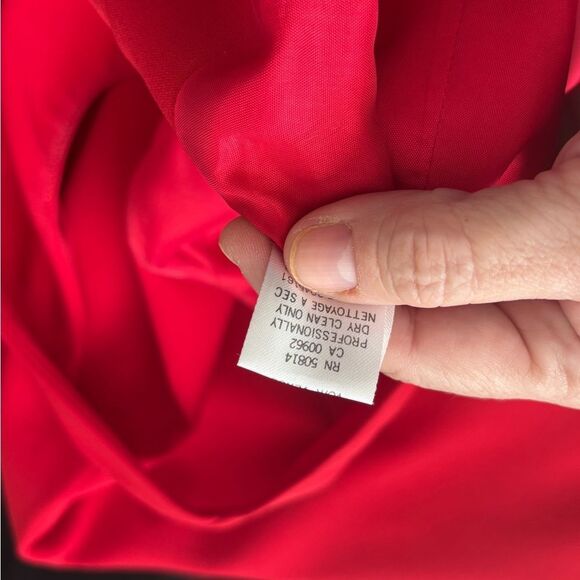 RN 50814
CA 00962
PROFESSIONALLY
DRY CLEAN ONLY
NETTOYAGE A SEC